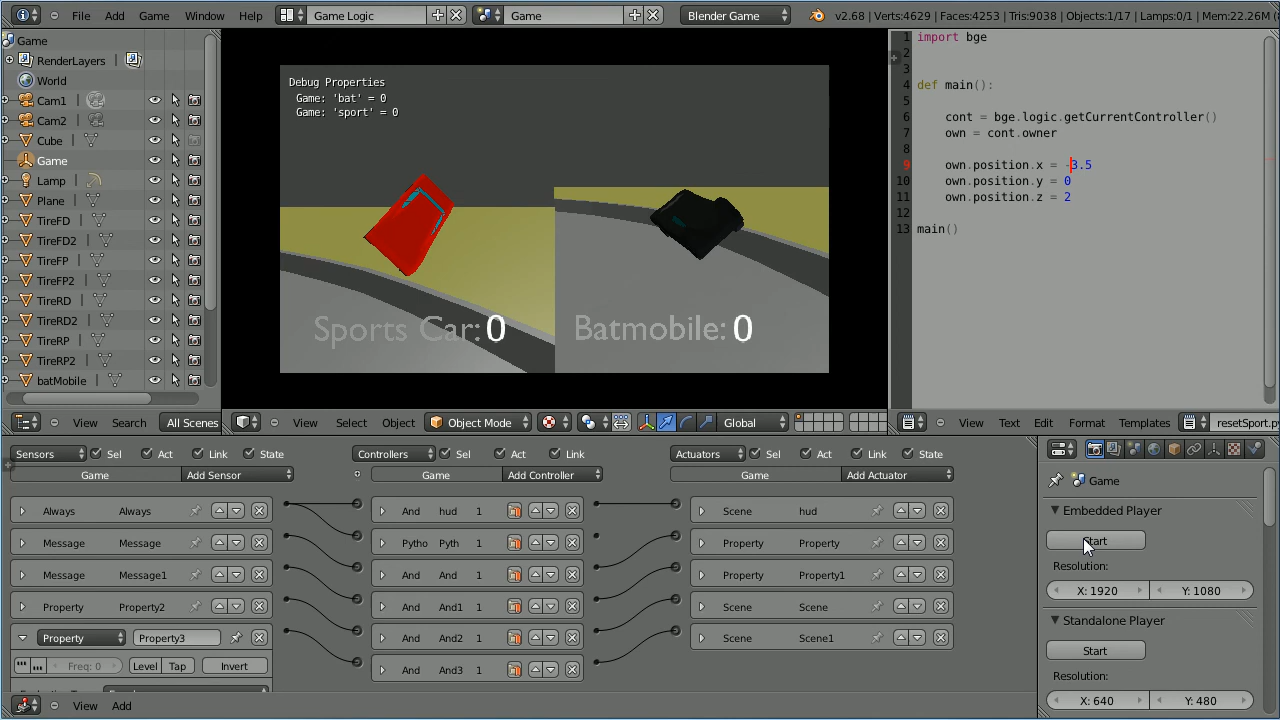 File Add Game Window Help Game Logic Game Blender Game v2.68 | Verts:4629 | Faces:4253 | Tris:9038 | Objects:1/17 | Lamps:0/1 | Mem:22.26M
Game
RenderLayers |
World
Cam1 |
Cam2 |
Cube |
Game
Lamp |
Plane |
TireFD |
TireFD2 |
TireFP |
TireFP2 |
TireRD |
TireRD2 |
TireRP |
TireRP2 |
batMobile |
View Search All Scenes
Debug Properties
Game: 'bat' = 0
Game: 'sport' = 0
Sports Car: 0
Batmobile: 0
View Select Object Object Mode Global
1 import bge
2
3
4 def main():
5
6 cont = bge.logic.getCurrentController()
7 own = cont.owner
8
9 own.position.x = -3.5
10 own.position.y = 0
11 own.position.z = 2
12
13 main()
View Text Edit Format Templates resetSport.py
Sensors Sel Act Link State
Game Add Sensor
Always Always
Message Message
Message Message1
Property Property2
Property Property3
Freq: 0 Level Tap Invert
Controllers Sel Act Link
Game Add Controller
And hud 1
Pytho Pyth 1
And And 1
And And1 1
And And2 1
And And3 1
Actuators Sel Act Link State
Game Add Actuator
Scene hud
Property Property
Property Property1
Scene Scene
Scene Scene1
View Add
Game
Embedded Player
Start
Resolution:
X: 1920 Y: 1080
Standalone Player
Start
Resolution:
X: 640 Y: 480